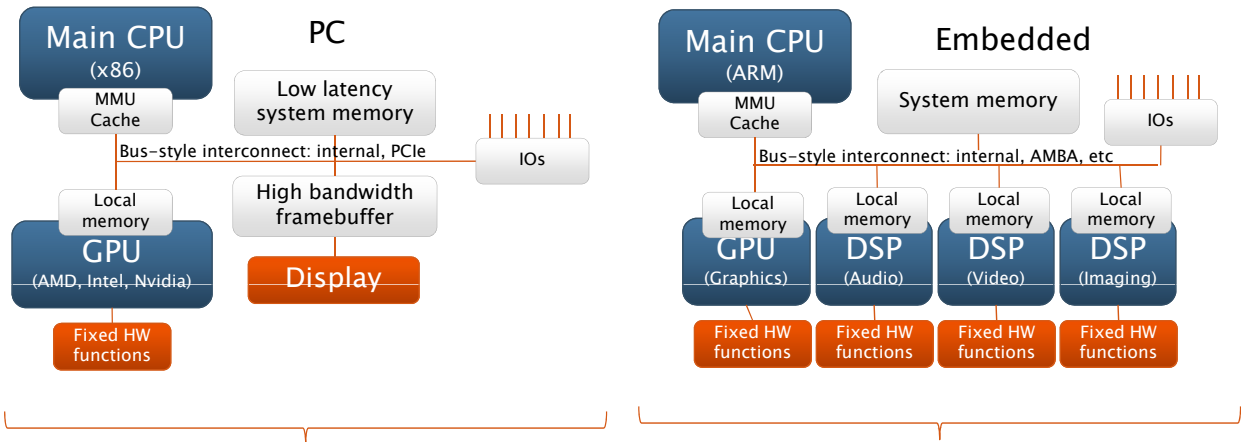 PC
Main CPU
(x86)
MMU
Cache
Low latency
system memory
Bus-style interconnect: internal, PCIe
IOs
Local
memory
High bandwidth
framebuffer
GPU
(AMD, Intel, Nvidia)
Display
Fixed HW
functions
Embedded
Main CPU
(ARM)
MMU
Cache
System memory
IOs
Bus-style interconnect: internal, AMBA, etc
Local
memory
GPU
(Graphics)
Fixed HW
functions
Local
memory
DSP
(Audio)
Fixed HW
functions
Local
memory
DSP
(Video)
Fixed HW
functions
Local
memory
DSP
(Imaging)
Fixed HW
functions